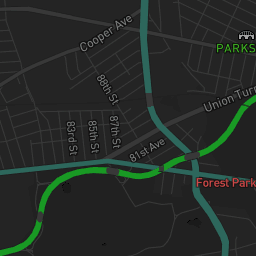 Cooper Ave
PARKS
88th St
Union Turn
87th St
85th St
83rd St
81st Ave
Forest Park